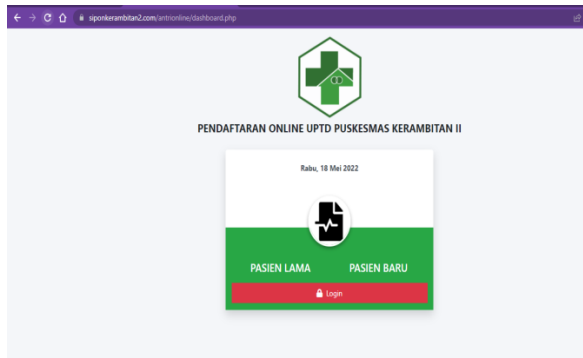 siponkerambitan2.com/antrionline/dashboard.php
PENDAFTARAN ONLINE UPTD PUSKESMAS KERAMBITAN II
Rabu, 18 Mei 2022
PASIEN LAMA PASIEN BARU
Login